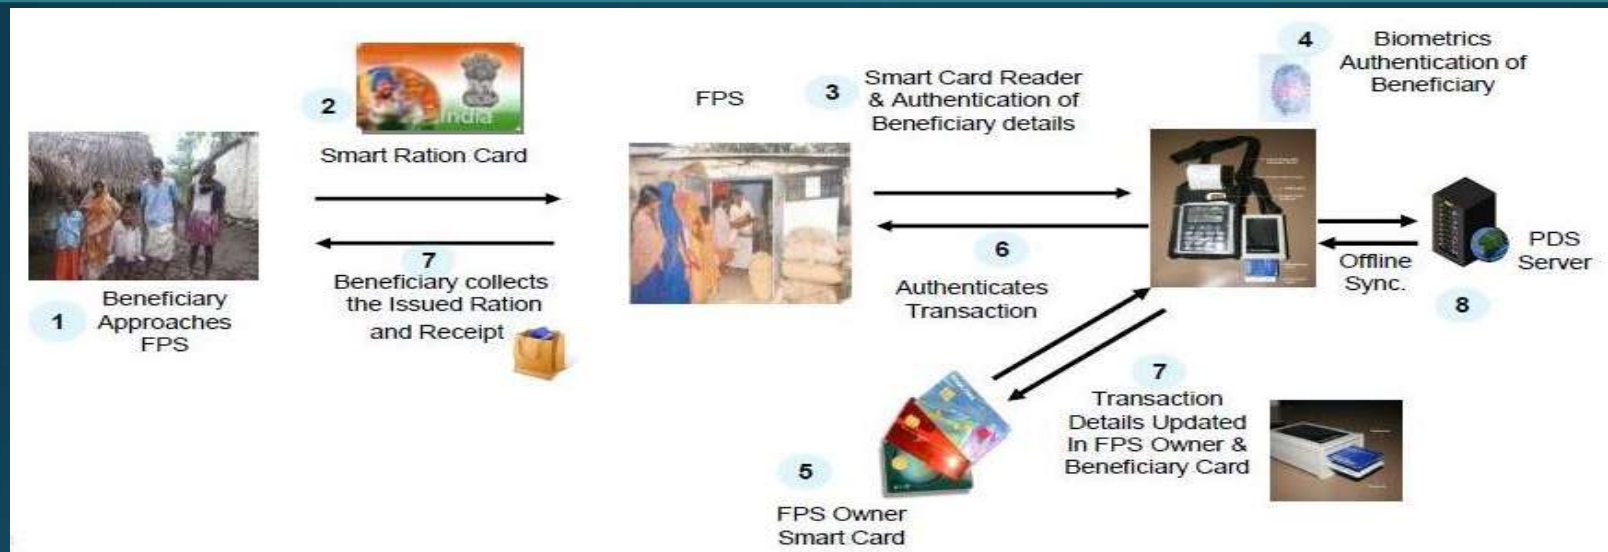 1
Beneficiary
Approaches
FPS
2
India
Smart Ration Card
7
Beneficiary collects
the Issued Ration
and Receipt
FPS
3
Smart Card Reader
& Authentication of
Beneficiary details
4
Biometrics
Authentication of
Beneficiary
6
Authenticates
Transaction
5
FPS Owner
Smart Card
7
Transaction
Details Updated
In FPS Owner &
Beneficiary Card
Offline
Sync.
8
PDS
Server